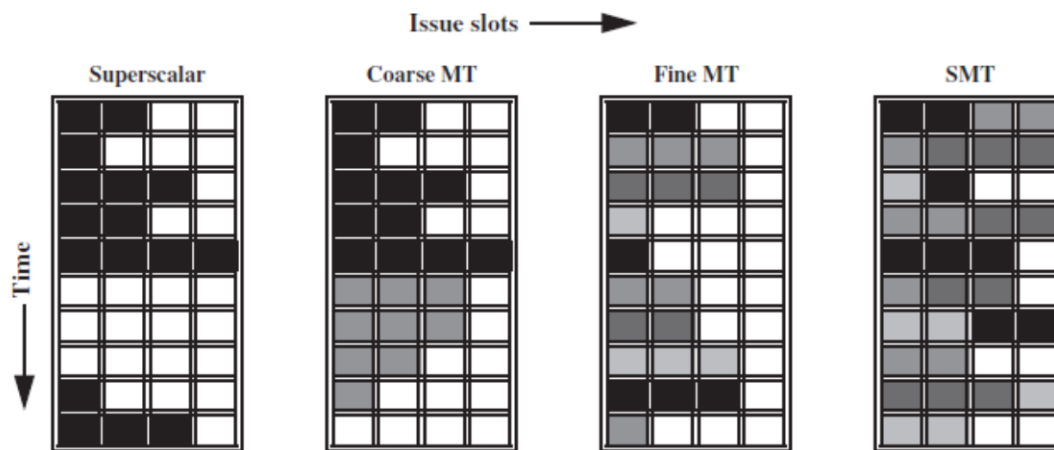 Issue slots
Superscalar
Coarse MT
Fine MT
SMT
Time